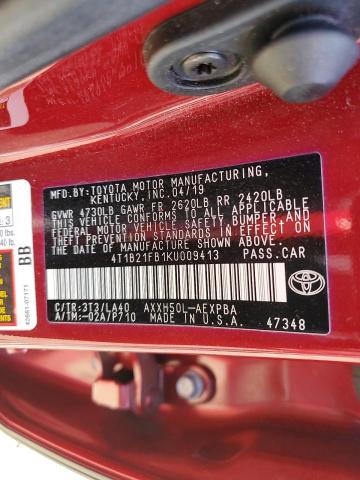 MFD.BY:TOYOTA MOTOR MANUFACTURING,
KENTUCKY, INC. 04/19
GVWR 4730LB GAWR FR 2620LB RR 2420LB
THIS VEHICLE CONFORMS TO ALL APPLICABLE
FEDERAL MOTOR VEHICLE SAFETY, BUMPER, AND
THEFT PREVENTION STANDARDS IN EFFECT ON
THE DATE OF MANUFACTURE SHOWN ABOVE.
4T1B21FB1KU009413 PASS.CAR
C/TR:3T3/LA40 AXXH50L-AEXPBA
A/TM:-02A/P710 MADE IN U.S.A.
47348
BB
42661-07171